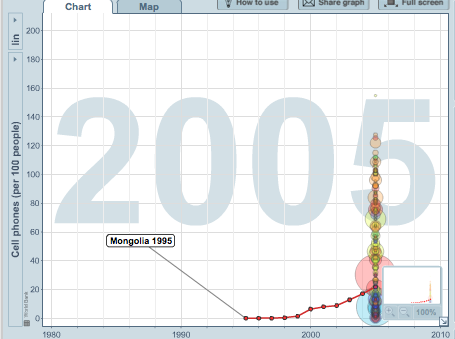 Chart
Map
How to use
Share graph
Full screen
lin
Cell phones (per 100 people)
200
180
160
140
120
100
80
60
40
20
0
2005
Mongolia 1995
100%
1980
1990
2000
2010